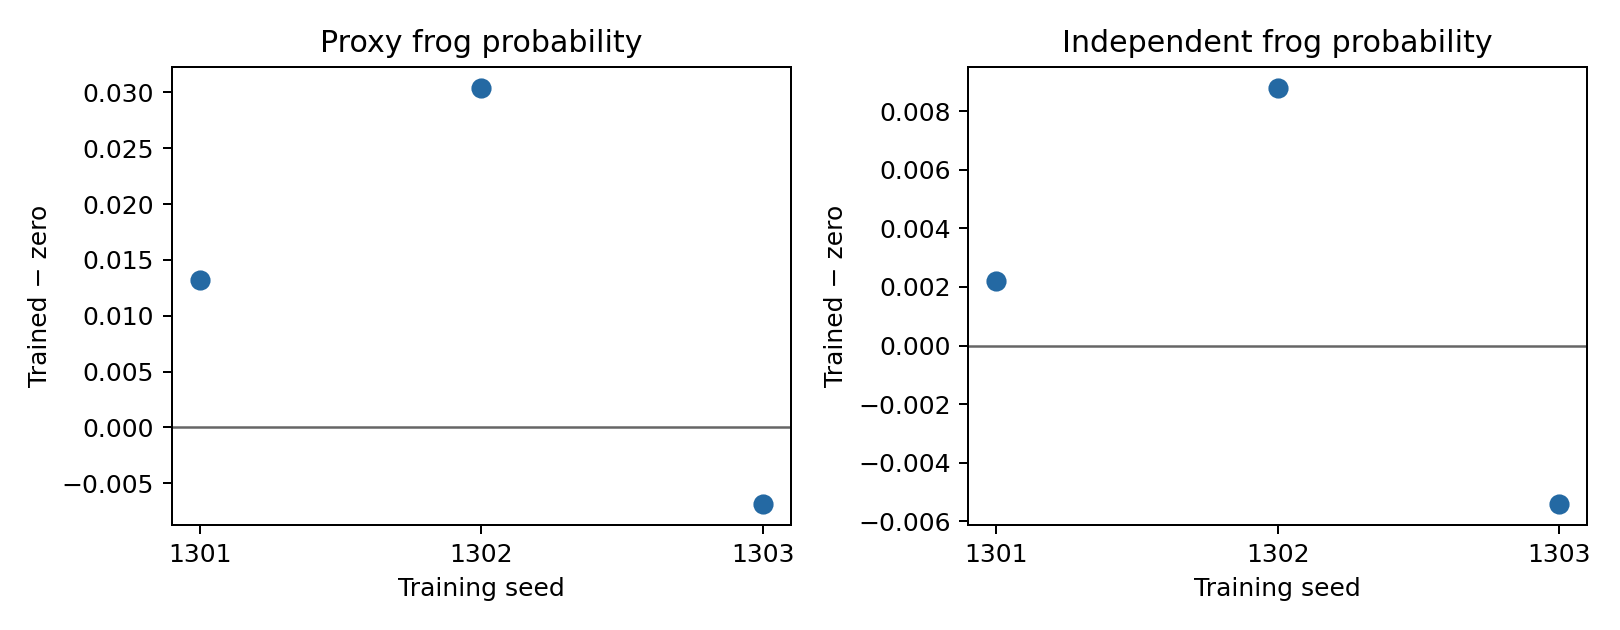 Proxy frog probability
Trained − zero
0.030
0.025
0.020
0.015
0.010
0.005
0.000
−0.005
1301 1302 1303
Training seed
Independent frog probability
Trained − zero
0.008
0.006
0.004
0.002
0.000
−0.002
−0.004
−0.006
1301 1302 1303
Training seed